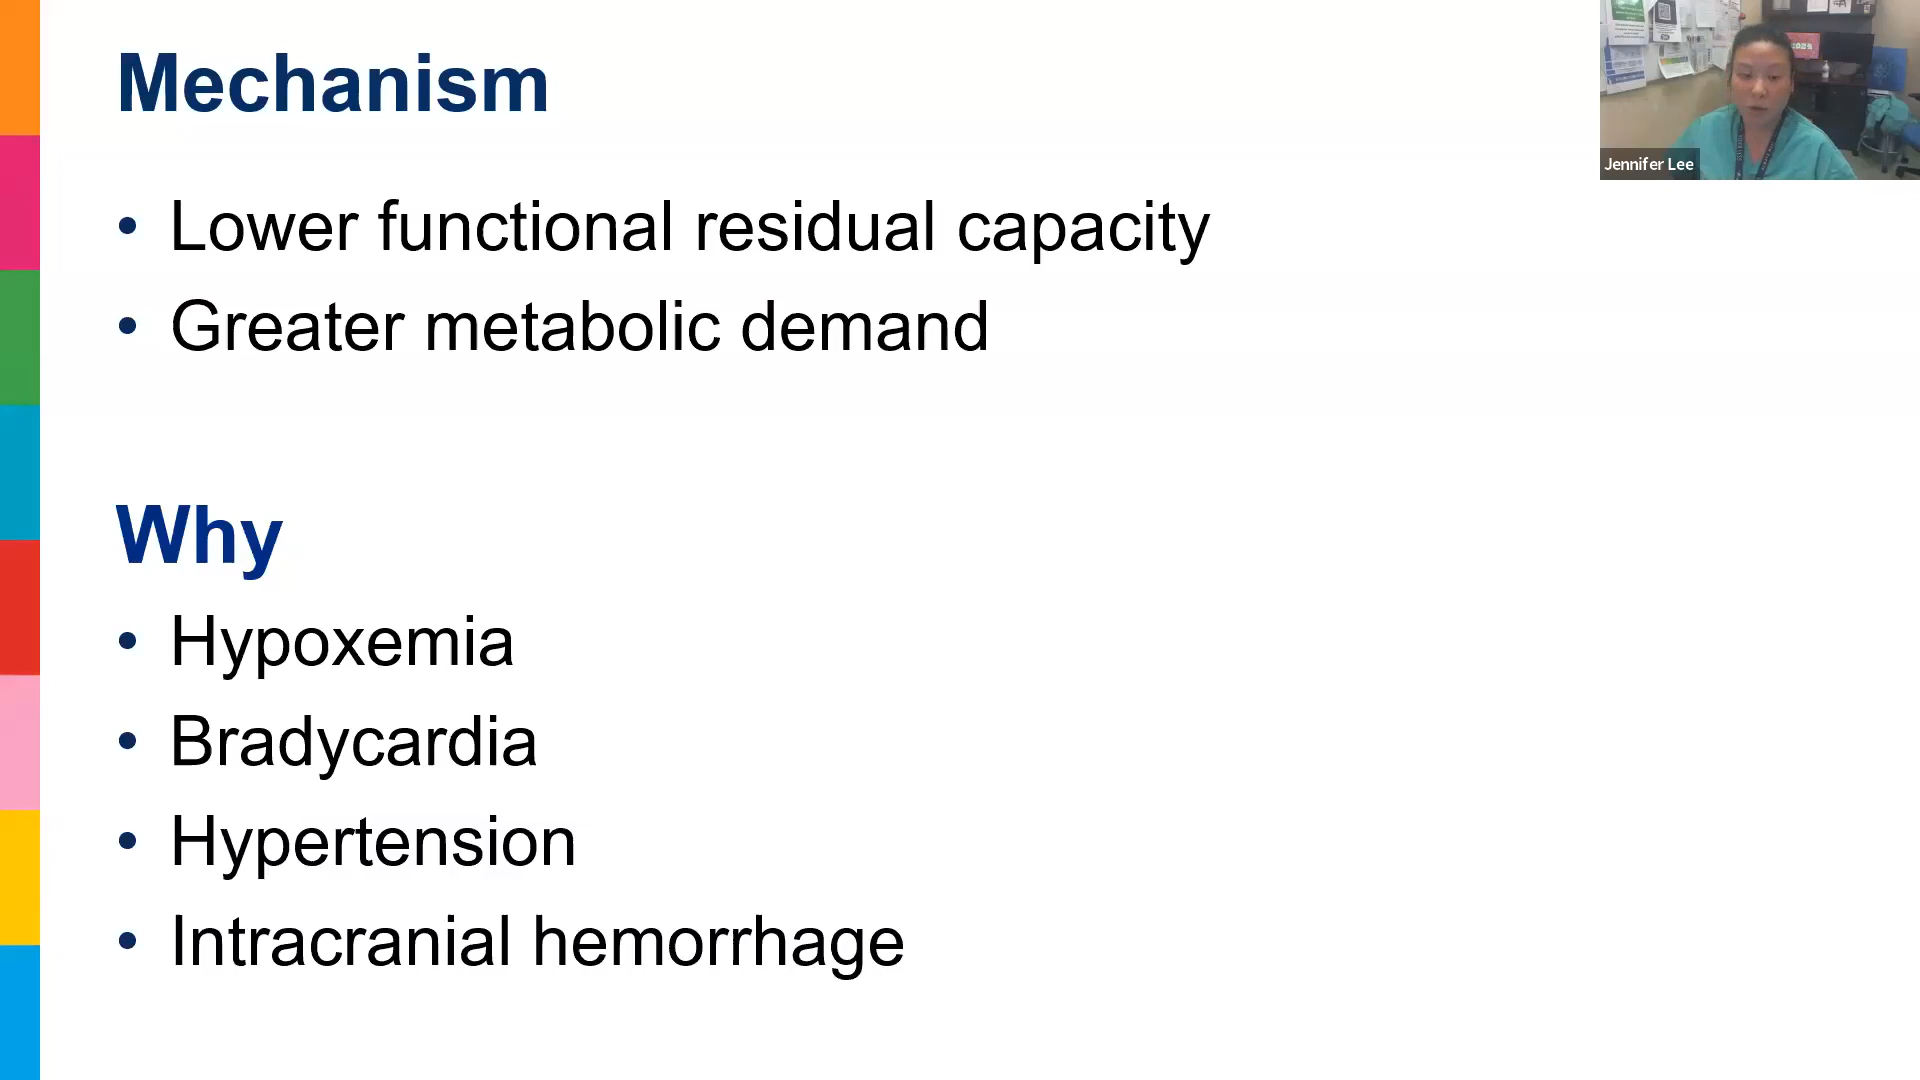 Mechanism
• Lower functional residual capacity
• Greater metabolic demand
Why
• Hypoxemia
• Bradycardia
• Hypertension
• Intracranial hemorrhage
Jennifer Lee